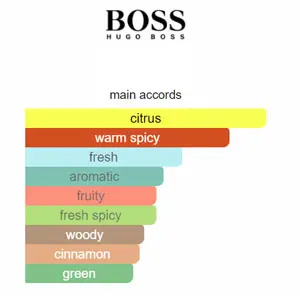 BOSS
HUGO BOSS
main accords
citrus
warm spicy
fresh
aromatic
fruity
fresh spicy
woody
cinnamon
green